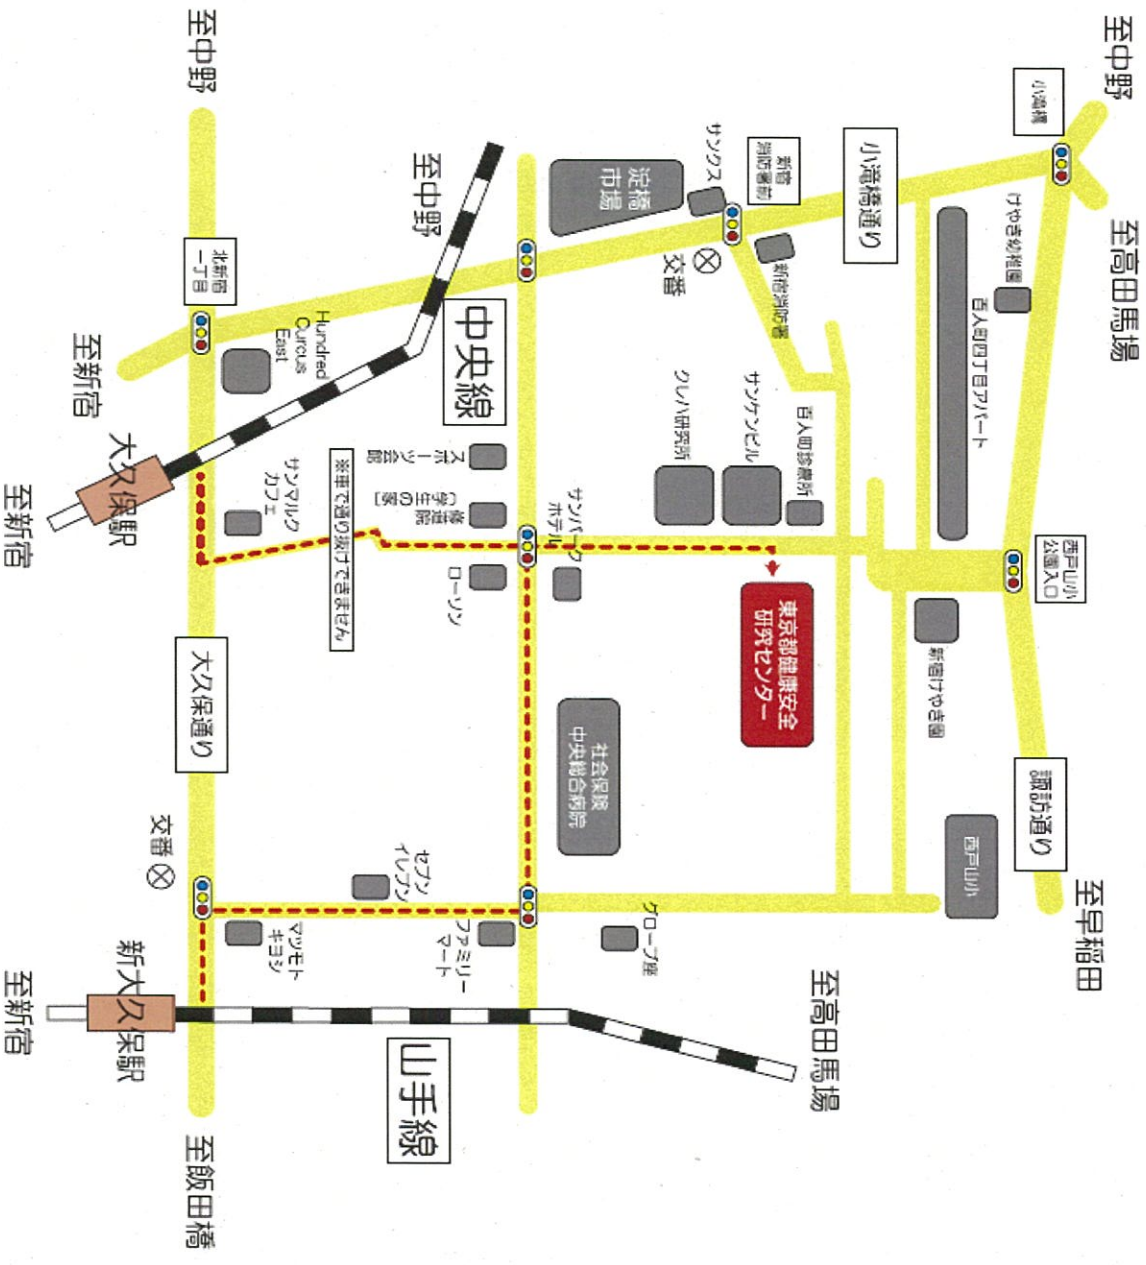 至中野
至高田馬場
至早稲田
小滝橋
けやき幼稚園
西戸山小
公園入口
諏訪通り
百人町四丁目アパート
西戸山小
新宿けやき園
小滝橋通り
至高田馬場
百人町診療所
新宿
消防署前
新宿消防署
サンケンビル
東京都健康安全
研究センター
サンクス
交番
クレハ研究所
淀橋
市場
グローブ座
社会保険
中央総合病院
サンパーク
ホテル
中央線
スポーツ会館
修道院
〔学生の家〕
ローソン
ファミリー
マート
至中野
セブン
イレブン
山手線
※車で通り抜けできません
Hundred
Curcus
East
サンマルク
カフェ
マツモト
キヨシ
至中野
北新宿
一丁目
大久保通り
至飯田橋
交番
至新宿
大久保駅
新大久保駅
至新宿
至新宿